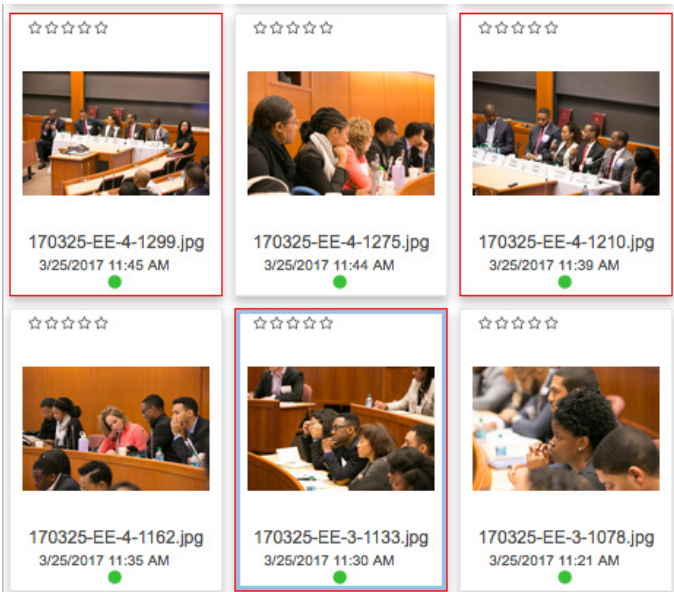 170325-EE-4-1299.jpg
3/25/2017 11:45 AM
170325-EE-4-1275.jpg
3/25/2017 11:44 AM
170325-EE-4-1210.jpg
3/25/2017 11:39 AM
170325-EE-4-1162.jpg
3/25/2017 11:35 AM
170325-EE-3-1133.jpg
3/25/2017 11:30 AM
170325-EE-3-1078.jpg
3/25/2017 11:21 AM